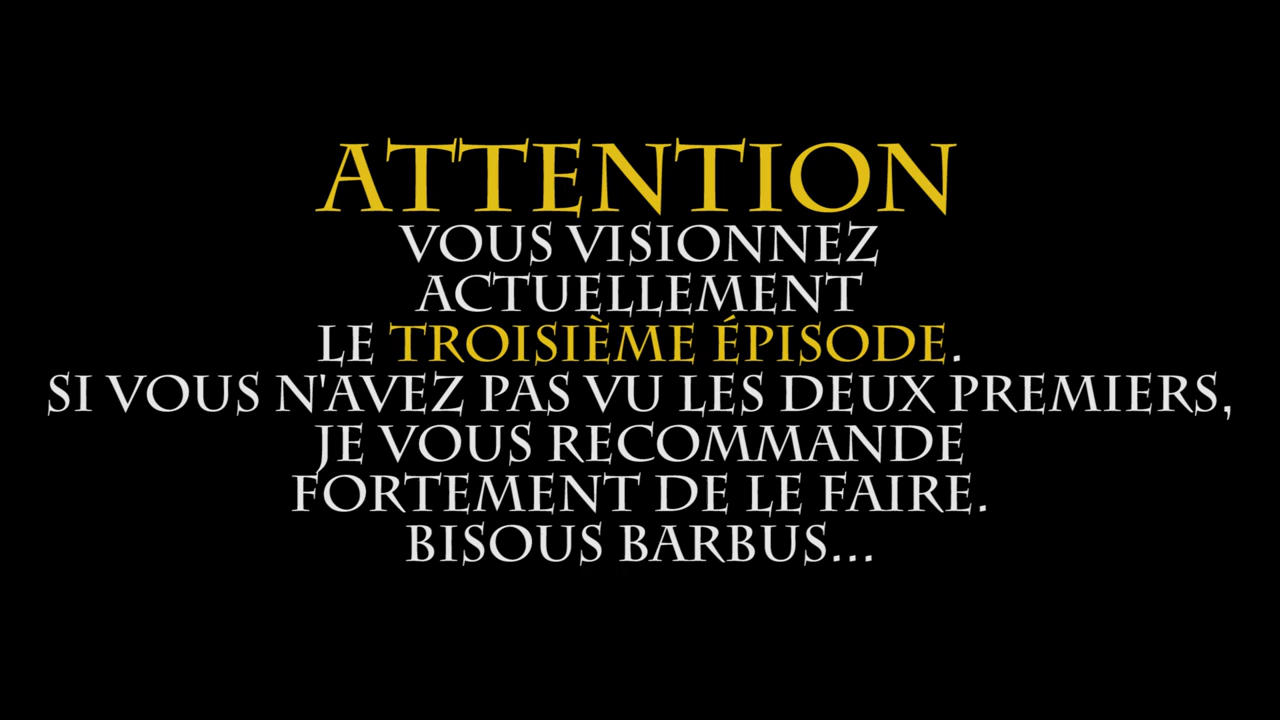 ATTENTION
VOUS VISIONNEZ
ACTUELLEMENT
LE TROISIÈME ÉPISODE.
SI VOUS N'AVEZ PAS VU LES DEUX PREMIERS,
JE VOUS RECOMMANDE
FORTEMENT DE LE FAIRE.
BISOUS BARBUS...